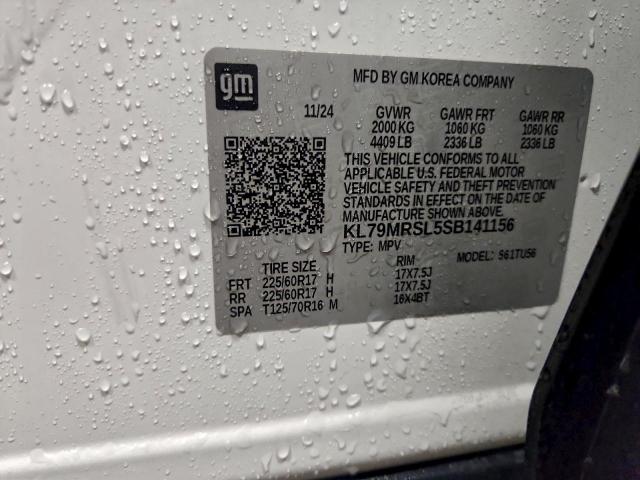 gm
MFD BY GM KOREA COMPANY
11/24 GVWR GAWR FRT GAWR RR
2000 KG 1060 KG 1060 KG
4409 LB 2336 LB 2336 LB
THIS VEHICLE CONFORMS TO ALL
APPLICABLE U.S. FEDERAL MOTOR
VEHICLE SAFETY AND THEFT PREVENTION
STANDARDS IN EFFECT ON THE DATE OF
MANUFACTURE SHOWN ABOVE.
KL79MRSL5SB141156
TYPE: MPV MODEL: S61TU56
TIRE SIZE RIM
FRT 225/60R17 H 17X7.5J
RR 225/60R17 H 17X7.5J
SPA T125/70R16 M 16X4BT